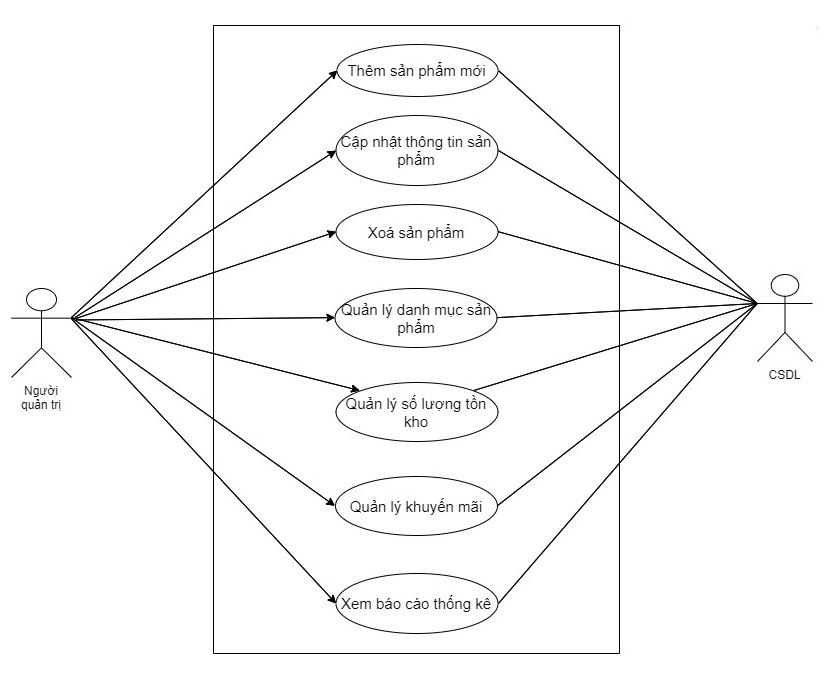 Thêm sản phẩm mới
Cập nhật thông tin sản
phẩm
Xoá sản phẩm
Quản lý danh mục sản
phẩm
Quản lý số lượng tồn
kho
Quản lý khuyến mãi
Xem báo cáo thống kê
Người
quản trị
CSDL